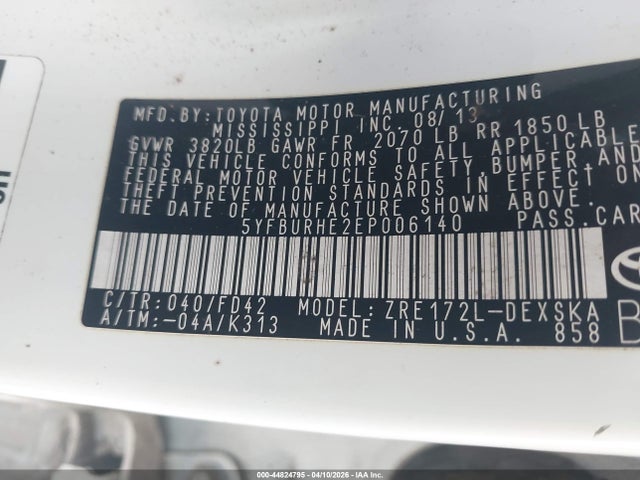 MFD.BY:TOYOTA MOTOR MANUFACTURING
MISSISSIPPI INC. 08/13
GVWR 3820LB GAWR FR 2070 LB RR 1850 LB
THIS VEHICLE CONFORMS TO ALL APPLICABLE
FEDERAL MOTOR VEHICLE SAFETY,BUMPER, AND
THEFT PREVENTION STANDARDS IN EFFECT ON
THE DATE OF MANUFACTURE SHOWN ABOVE.
5YFBURHE2EP006140 PASS.CAR
C/TR: 040/FD42 MODEL: ZRE172L-DEXSKA
A/TM:-04A/K313 MADE IN U.S.A. 858
000-44824795 - 04/10/2026 - IAAI Inc.